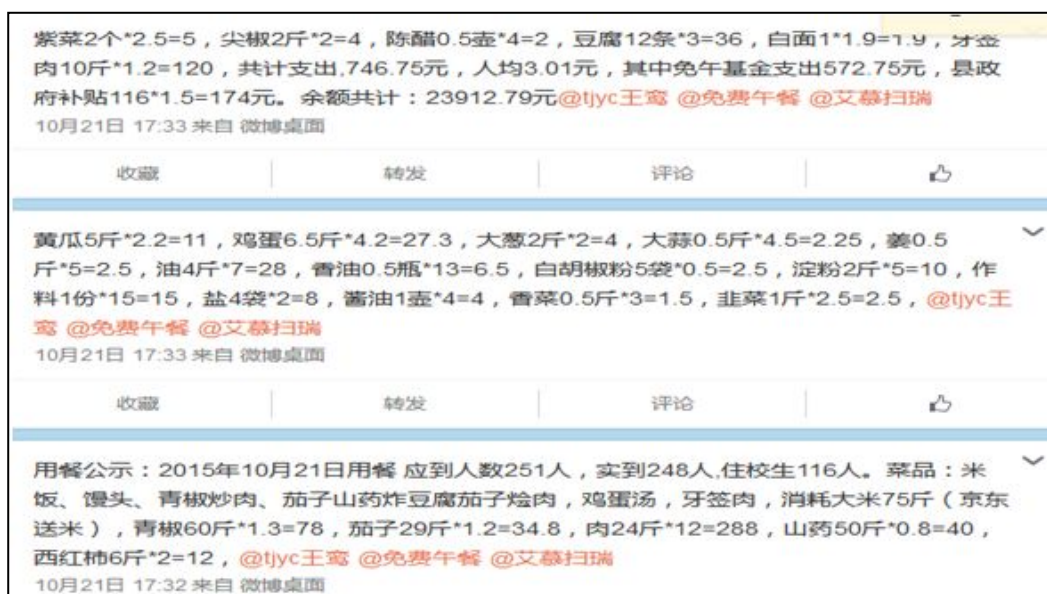 紫菜2个*2.5=5，尖椒2斤*2=4，陈醋0.5壶*4=2，豆腐12条*3=36，白面1*1.9=1.9，牙签
肉10斤*1.2=120，共计支出,746.75元，人均3.01元，其中免午基金支出572.75元，县政
府补贴116*1.5=174元。余额共计：23912.79元@tjyc王鸾 @免费午餐 @艾慕扫瑞
10月21日 17:33 来自 微博桌面
收藏 转发 评论
黄瓜5斤*2.2=11，鸡蛋6.5斤*4.2=27.3，大葱2斤*2=4，大蒜0.5斤*4.5=2.25，姜0.5
斤*5=2.5，油4斤*7=28，香油0.5瓶*13=6.5，白胡椒粉5袋*0.5=2.5，淀粉2斤*5=10，作
料1份*15=15，盐4袋*2=8，酱油1壶*4=4，香菜0.5斤*3=1.5，韭菜1斤*2.5=2.5，@tjyc王
鸾 @免费午餐 @艾慕扫瑞
10月21日 17:33 来自 微博桌面
收藏 转发 评论
用餐公示：2015年10月21日用餐 应到人数251人，实到248人,住校生116人。菜品：米
饭、馒头、青椒炒肉、茄子山药炸豆腐茄子烩肉，鸡蛋汤，牙签肉，消耗大米75斤（京东
送米），青椒60斤*1.3=78，茄子29斤*1.2=34.8，肉24斤*12=288，山药50斤*0.8=40，
西红柿6斤*2=12，@tjyc王鸾 @免费午餐 @艾慕扫瑞
10月21日 17:32 来自 微博桌面